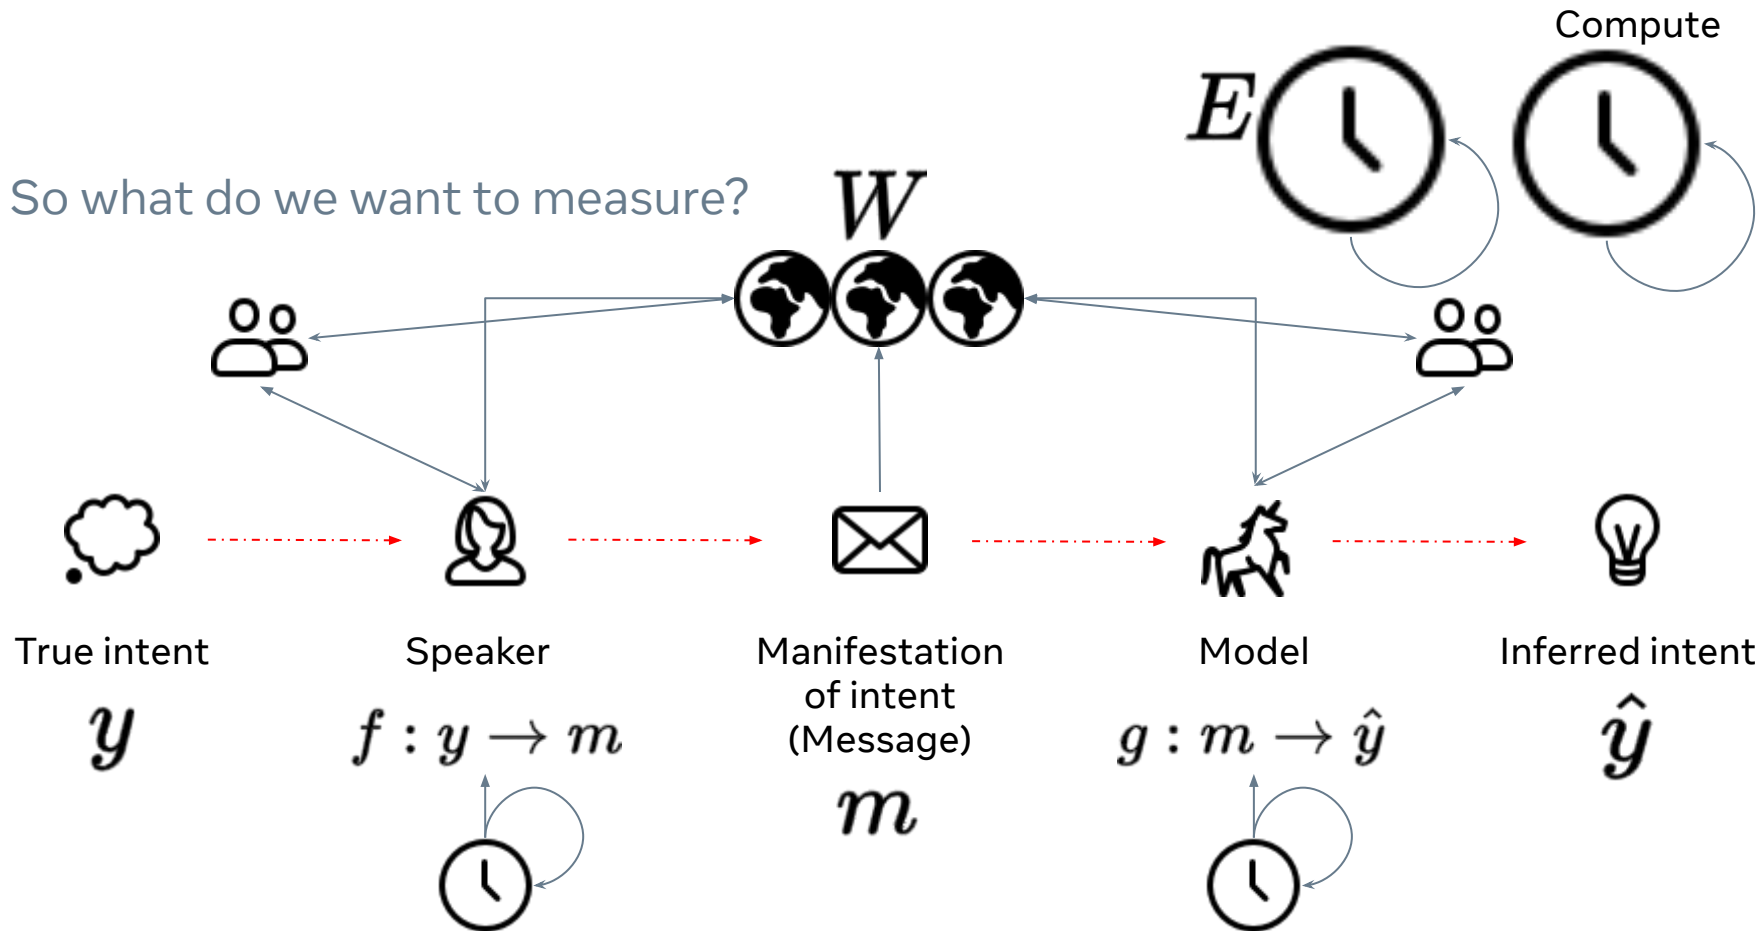 Compute
E
So what do we want to measure?
W
True intent
Speaker
Manifestation
of intent
(Message)
Model
Inferred intent
y
f : y → m
m
g : m → ŷ
ŷ